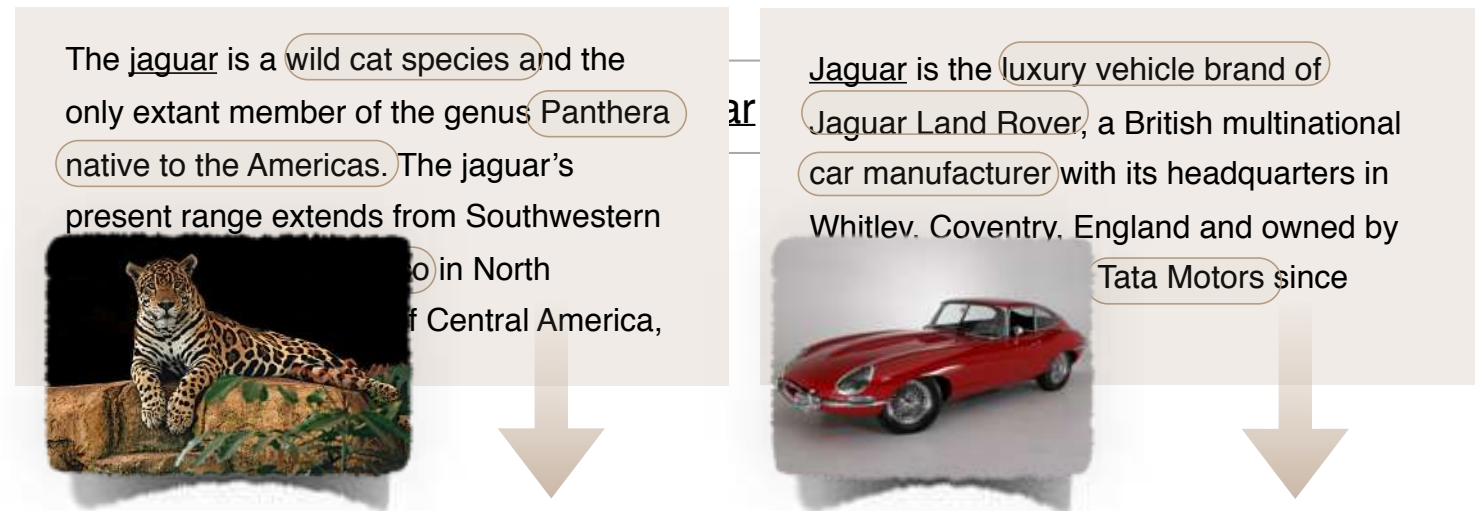 The jaguar is a wild cat species and the
only extant member of the genus Panthera
native to the Americas. The jaguar’s
present range extends from Southwestern
in North
Central America,
ar
Jaguar is the luxury vehicle brand of
Jaguar Land Rover, a British multinational
car manufacturer with its headquarters in
Whitley, Coventry, England and owned by
Tata Motors since